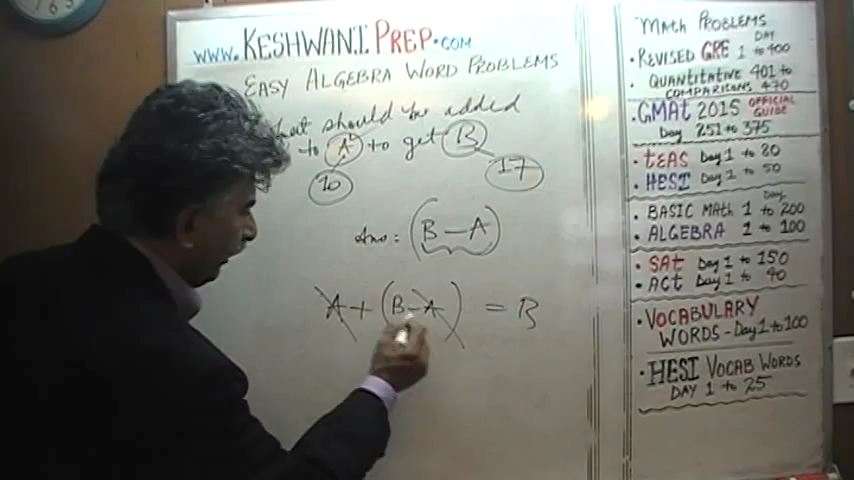 WWW.KESHWANIPREP.COM
EASY ALGEBRA WORD PROBLEMS
should be added
to A to get B
10
17
Ans: (B – A)
A + (B – A) = B
MATH PROBLEMS
DAY
• REVISED GRE 1 to 400
• QUANTITATIVE 401 to
COMPARISONS 470
• GMAT 2015 OFFICIAL GUIDE
Day 251 to 375
• TEAS Day 1 to 80
• HESI Day 1 to 50
Day
• BASIC MATH 1 to 200
• ALGEBRA 1 to 100
• SAT Day 1 to 150
• ACT Day 1 to 90
• VOCABULARY
WORDS - Day 1 to 100
• HESI VOCAB WORDS
DAY 1 to 25